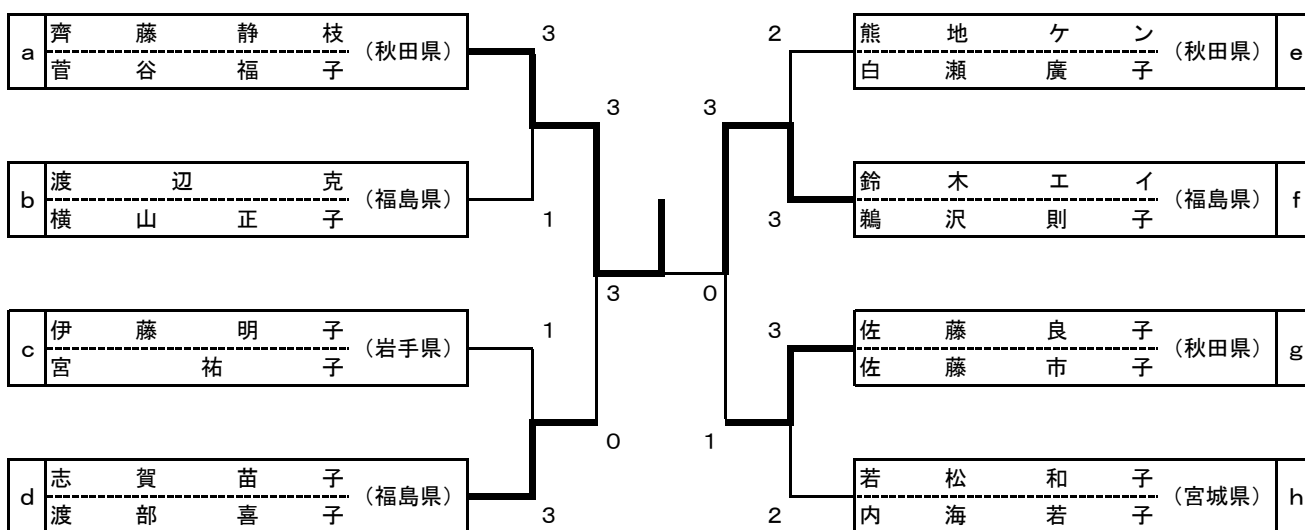 a
齊藤静枝
菅谷福子
(秋田県)
3
b
渡辺克
横山正子
(福島県)
1
3
c
伊藤明子
宮祐子
(岩手県)
1
d
志賀苗子
渡部喜子
(福島県)
3
0
3
0
2
熊地ケン
白瀬廣子
(秋田県)
e
3
3
鈴木エイ
鵜沢則子
(福島県)
f
3
佐藤良子
佐藤市子
(秋田県)
g
1
2
若松和子
内海若子
(宮城県)
h